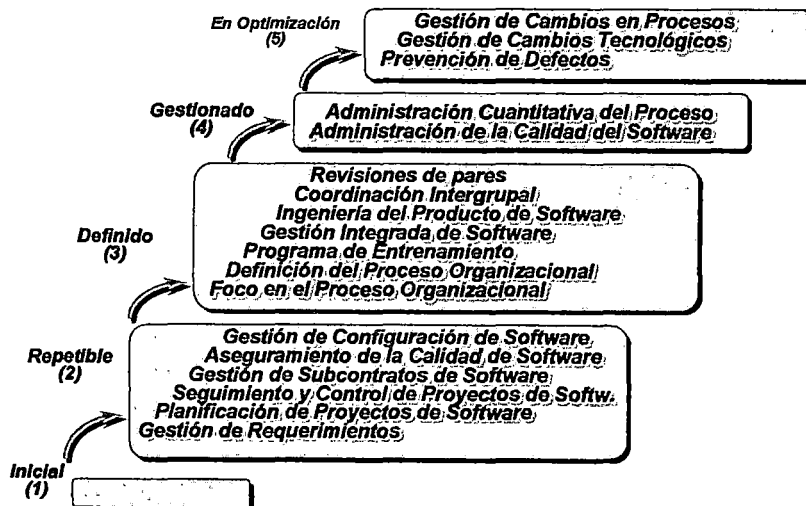 En Optimización
(5)
Gestión de Cambios en Procesos
Gestión de Cambios Tecnológicos
Prevención de Defectos
Gestionado
(4)
Administración Cuantitativa del Proceso
Administración de la Calidad del Software
Definido
(3)
Revisiones de pares
Coordinación Intergrupal
Ingeniería del Producto de Software
Gestión Integrada de Software
Programa de Entrenamiento
Definición del Proceso Organizacional
Foco en el Proceso Organizacional
Repetible
(2)
Gestión de Configuración de Software
Aseguramiento de la Calidad de Software
Gestión de Subcontratos de Software
Seguimiento y Control de Proyectos de Softw.
Planificación de Proyectos de Software
Gestión de Requerimientos
Inicial
(1)